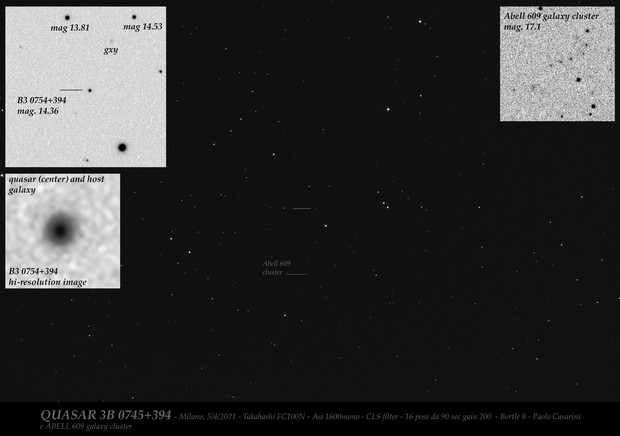 mag 13.81
mag 14.53
gxy
B3 0754+394
mag. 14.36
Abell 609 galaxy cluster
mag. 17.1
quasar (center) and host
galaxy
B3 0754+394
hi-resolution image
Abell 609
cluster
QUASAR 3B 0745+394 - Milano, 5/4/2021 - Takahashi FC100N - Asi 1600mono - CLS filter - 16 pose da 90 sec gain 200 - Bortle 8 - Paolo Casarini
e ABELL 609 galaxy cluster